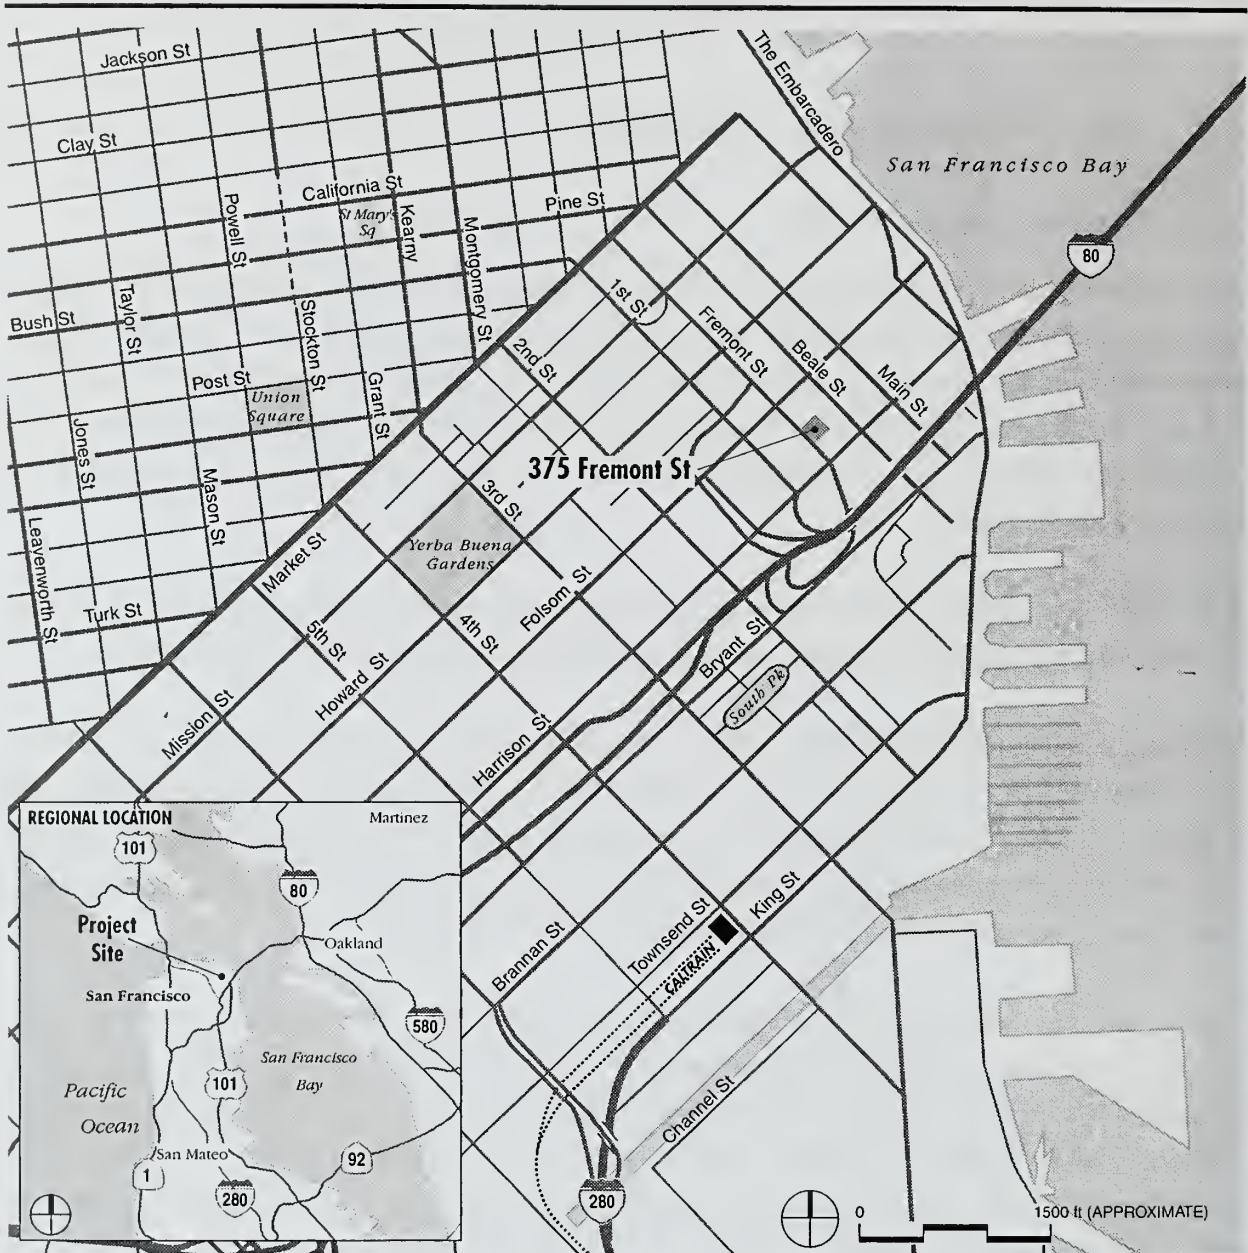 Jackson St
The Embarcadero
Clay St
San Francisco Bay
California St
St Mary's
Sq
Pine St
Powell St
Kearny
Montgomery St
80
1st St
Bush St
Taylor St
Stockton St
Fremont St
Beale St
Main St
2nd St
Post St
Union
Square
Grant St
Jones St
Mason St
375 Fremont St
3rd St
Leavenworth St
Market St
Yerba Buena
Gardens
Turk St
5th St
4th St
Folsom St
Howard St
Bryant St
South Pk
Mission St
Harrison St
REGIONAL LOCATION
Martinez
101
80
Project
Site
Oakland
San Francisco
580
San Francisco
Bay
101
Pacific
Ocean
San Mateo
92
1
280
Brannan St
Townsend St
King St
CALTRAIN
Channel St
280
0 1500 ft (APPROXIMATE)